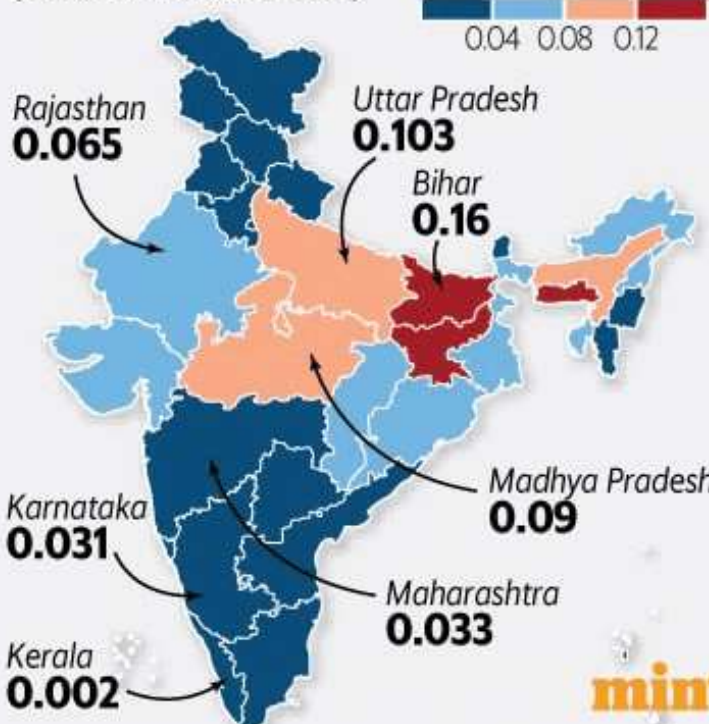 0.04 0.08 0.12
Rajasthan
0.065
Uttar Pradesh
0.103
Bihar
0.16
Madhya Pradesh
0.09
Karnataka
0.031
Maharashtra
0.033
Kerala
0.002
mint